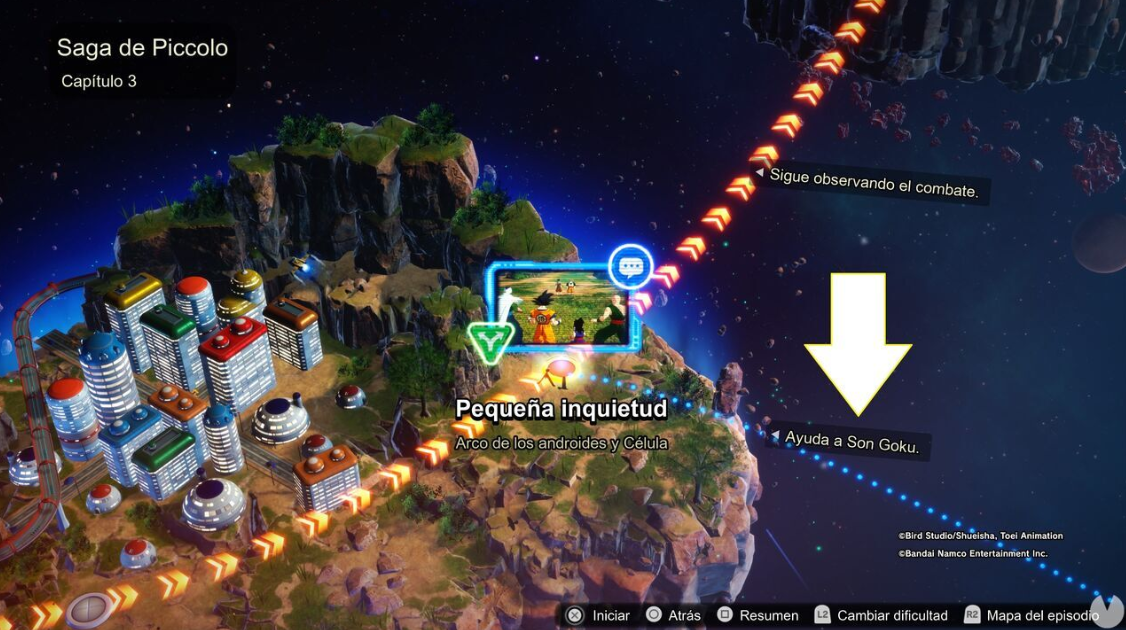 Saga de Piccolo
Capítulo 3
Sigue observando el combate.
Pequeña inquietud
Arco de los androides y Célula
Ayuda a Son Goku.
©Bird Studio/Shueisha, Toei Animation
©Bandai Namco Entertainment Inc.
Iniciar Atrás Resumen L2 Cambiar dificultad R2 Mapa del episodio